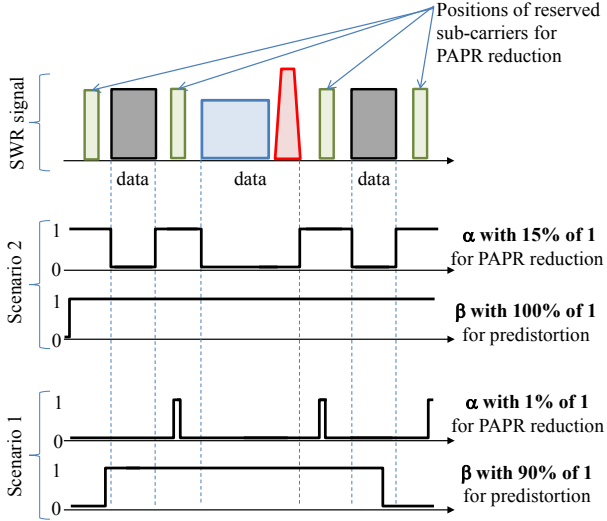 Positions of reserved
sub-carriers for
PAPR reduction
SWR signal
data
data
data
Scenario 2
1
0
α with 15% of 1
for PAPR reduction
1
0
β with 100% of 1
for predistortion
Scenario 1
1
0
α with 1% of 1
for PAPR reduction
1
0
β with 90% of 1
for predistortion